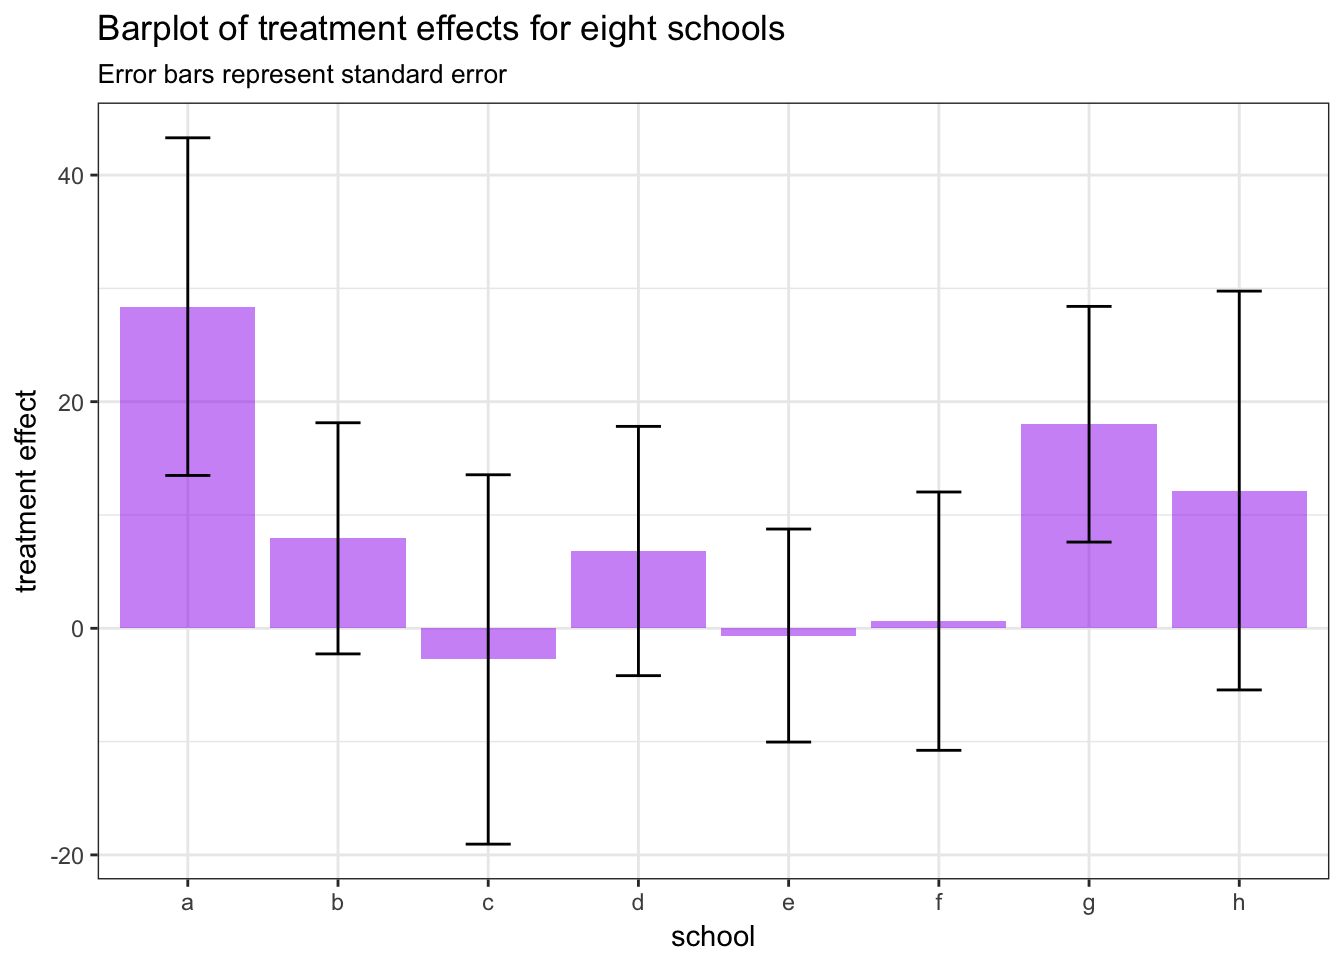 Barplot of treatment effects for eight schools
Error bars represent standard error
treatment effect
40
20
0
-20
a b c d e f g h
school